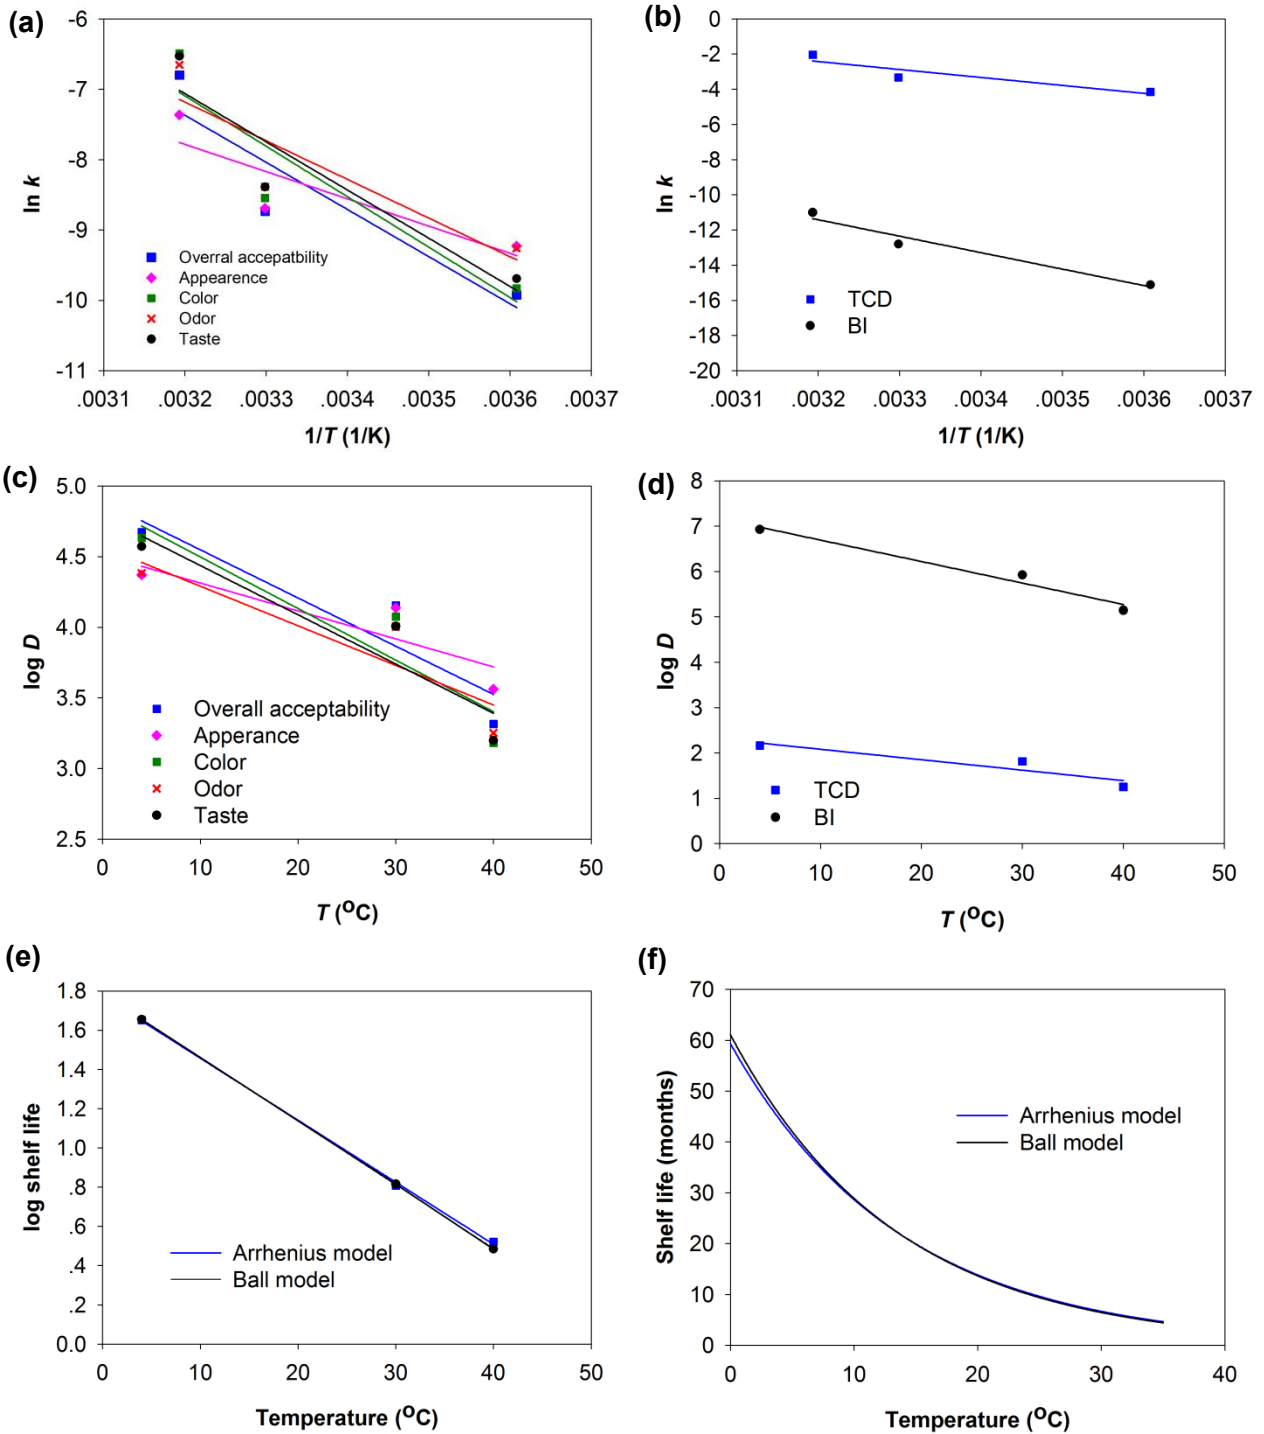 (a)
-6
-7
-8
-9
-10
-11
ln k
Overral accepatbility
Appearence
Color
Odor
Taste
.0031 .0032 .0033 .0034 .0035 .0036 .0037
1/T (1/K)
(b)
0
-2
-4
-6
-8
-10
-12
-14
-16
-18
-20
ln k
TCD
BI
.0031 .0032 .0033 .0034 .0035 .0036 .0037
1/T (1/K)
(c)
5.0
4.5
4.0
3.5
3.0
2.5
log D
Overall acceptability
Apperance
Color
Odor
Taste
0 10 20 30 40 50
T (°C)
(d)
8
7
6
5
4
3
2
1
0
log D
TCD
BI
0 10 20 30 40 50
T (°C)
(e)
1.8
1.6
1.4
1.2
1.0
.8
.6
.4
.2
0.0
log shelf life
Arrhenius model
Ball model
0 10 20 30 40 50
Temperature (°C)
(f)
70
60
50
40
30
20
10
0
Shelf life (months)
Arrhenius model
Ball model
0 10 20 30 40
Temperature (°C)